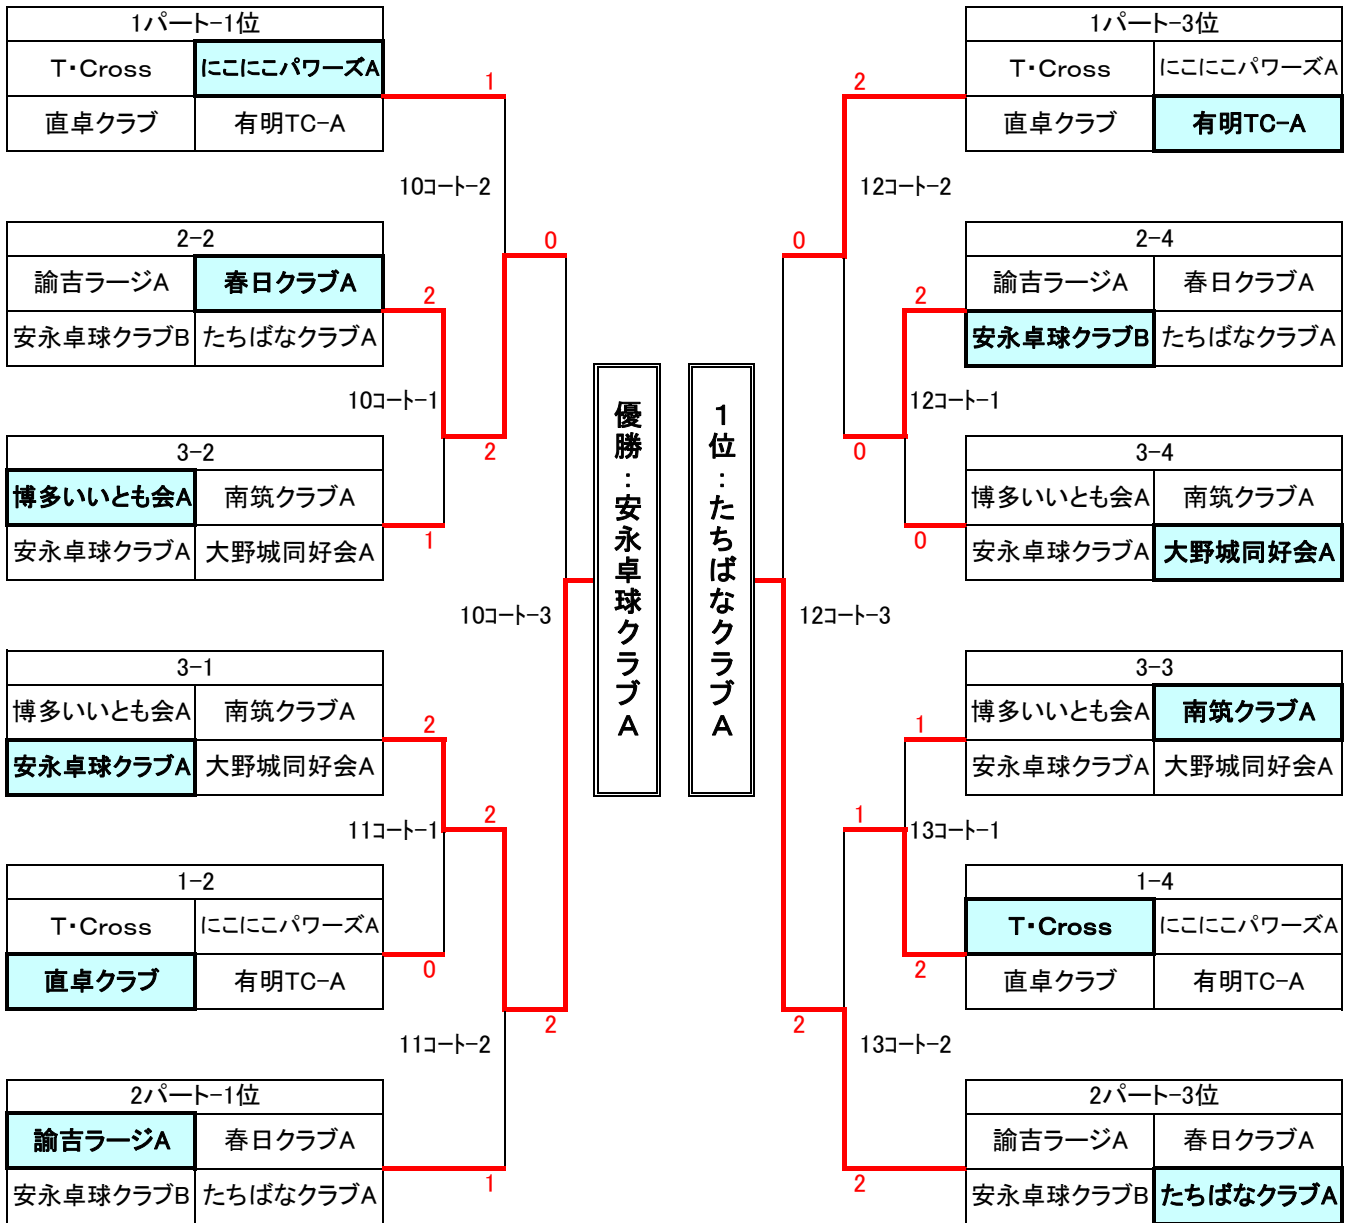 1パート-1位
T・Cross にこにこパワーズA
直卓クラブ 有明TC-A
1
10コート-2
2-2
諭吉ラージA 春日クラブA
安永卓球クラブB たちばなクラブA
0
2
10コート-1
3-2
博多いいとも会A 南筑クラブA
安永卓球クラブA 大野城同好会A
2
1
10コート-3
3-1
博多いいとも会A 南筑クラブA
安永卓球クラブA 大野城同好会A
2
2
11コート-1
1-2
T・Cross にこにこパワーズA
直卓クラブ 有明TC-A
0
2
11コート-2
2パート-1位
諭吉ラージA 春日クラブA
安永卓球クラブB たちばなクラブA
1
優勝:安永卓球クラブA
1位:たちばなクラブA
1パート-3位
T・Cross にこにこパワーズA
直卓クラブ 有明TC-A
2
12コート-2
2-4
諭吉ラージA 春日クラブA
安永卓球クラブB たちばなクラブA
0
2
12コート-1
3-4
博多いいとも会A 南筑クラブA
安永卓球クラブA 大野城同好会A
0
0
12コート-3
3-3
博多いいとも会A 南筑クラブA
安永卓球クラブA 大野城同好会A
1
1
13コート-1
1-4
T・Cross にこにこパワーズA
直卓クラブ 有明TC-A
2
2
13コート-2
2パート-3位
諭吉ラージA 春日クラブA
安永卓球クラブB たちばなクラブA
2